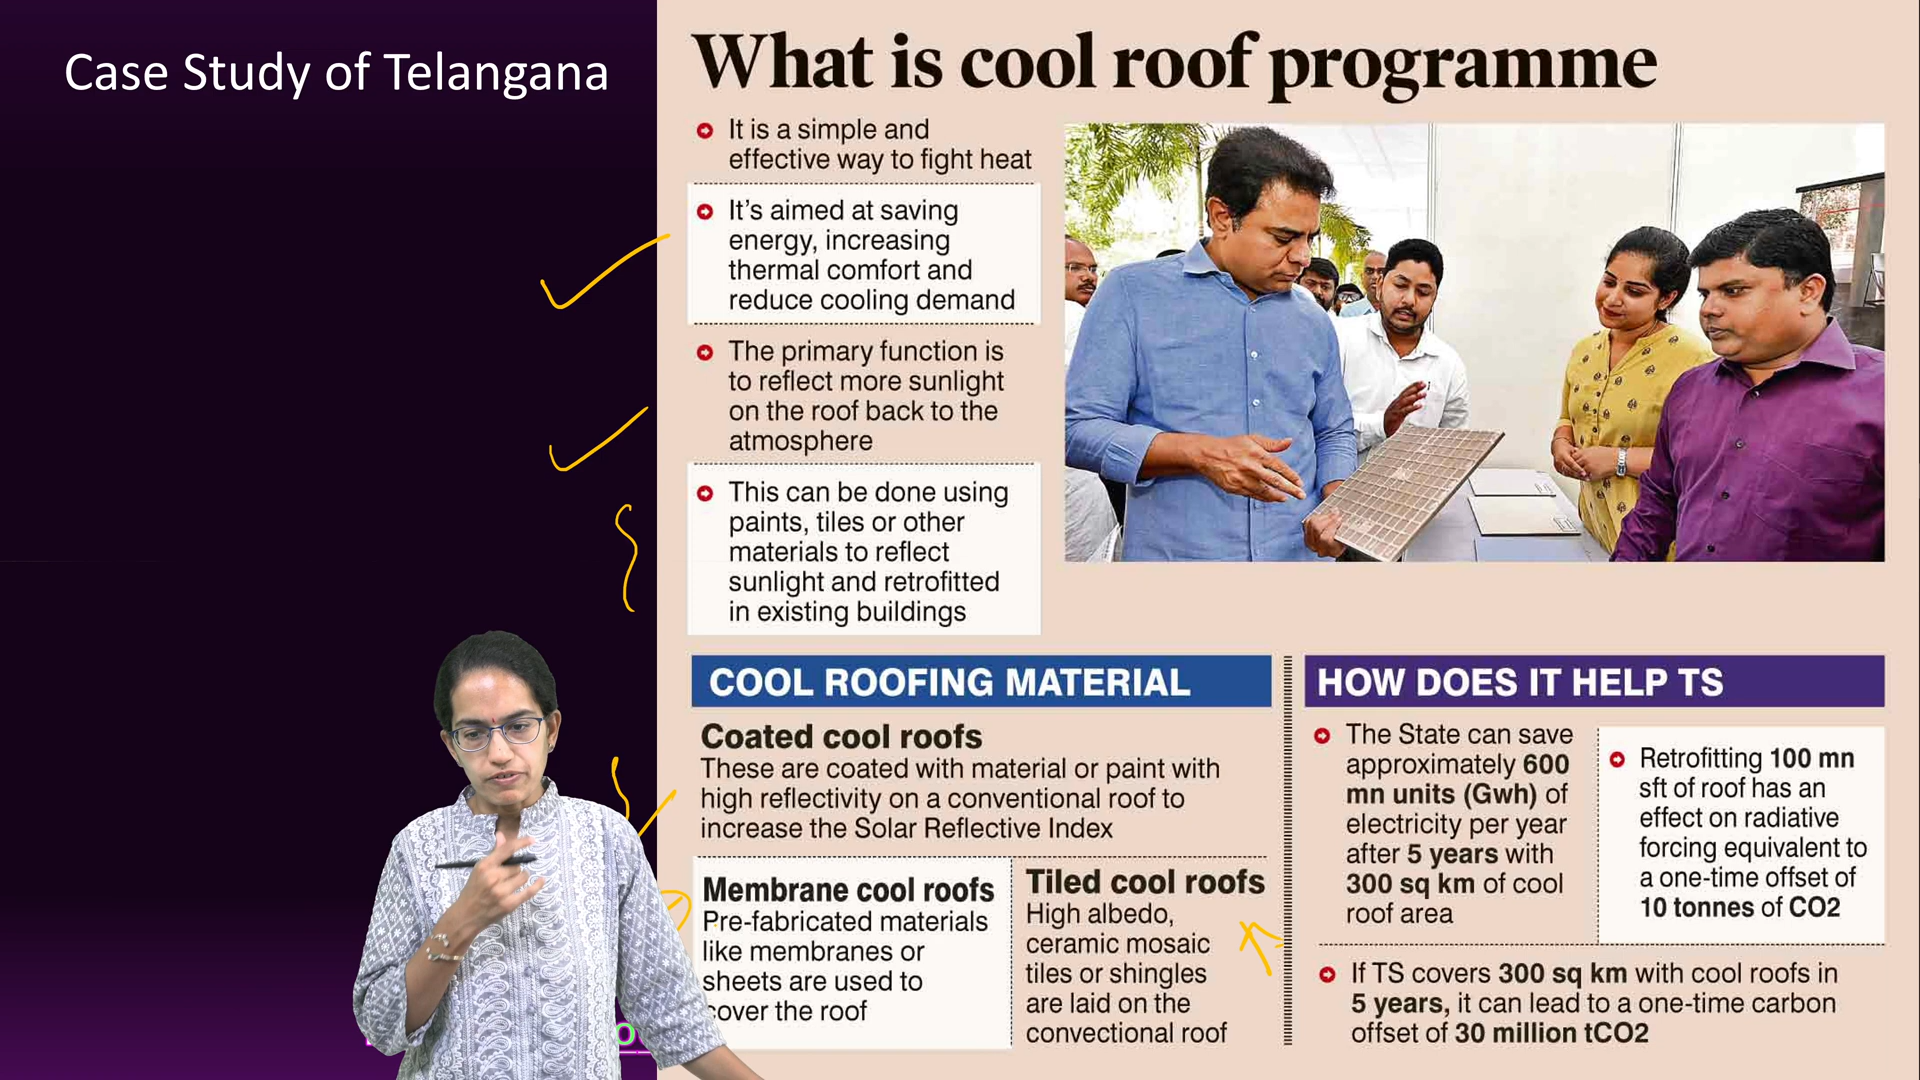 Case Study of Telangana
What is cool roof programme
It is a simple and
effective way to fight heat
It's aimed at saving
energy, increasing
thermal comfort and
reduce cooling demand
The primary function is
to reflect more sunlight
on the roof back to the
atmosphere
This can be done using
paints, tiles or other
materials to reflect
sunlight and retrofitted
in existing buildings
COOL ROOFING MATERIAL
Coated cool roofs
These are coated with material or paint with
high reflectivity on a conventional roof to
increase the Solar Reflective Index
Membrane cool roofs
Pre-fabricated materials
like membranes or
sheets are used to
cover the roof
Tiled cool roofs
High albedo,
ceramic mosaic
tiles or shingles
are laid on the
convectional roof
HOW DOES IT HELP TS
The State can save
approximately 600
mn units (Gwh) of
electricity per year
after 5 years with
300 sq km of cool
roof area
Retrofitting 100 mn
sft of roof has an
effect on radiative
forcing equivalent to
a one-time offset of
10 tonnes of CO2
If TS covers 300 sq km with cool roofs in
5 years, it can lead to a one-time carbon
offset of 30 million tCO2